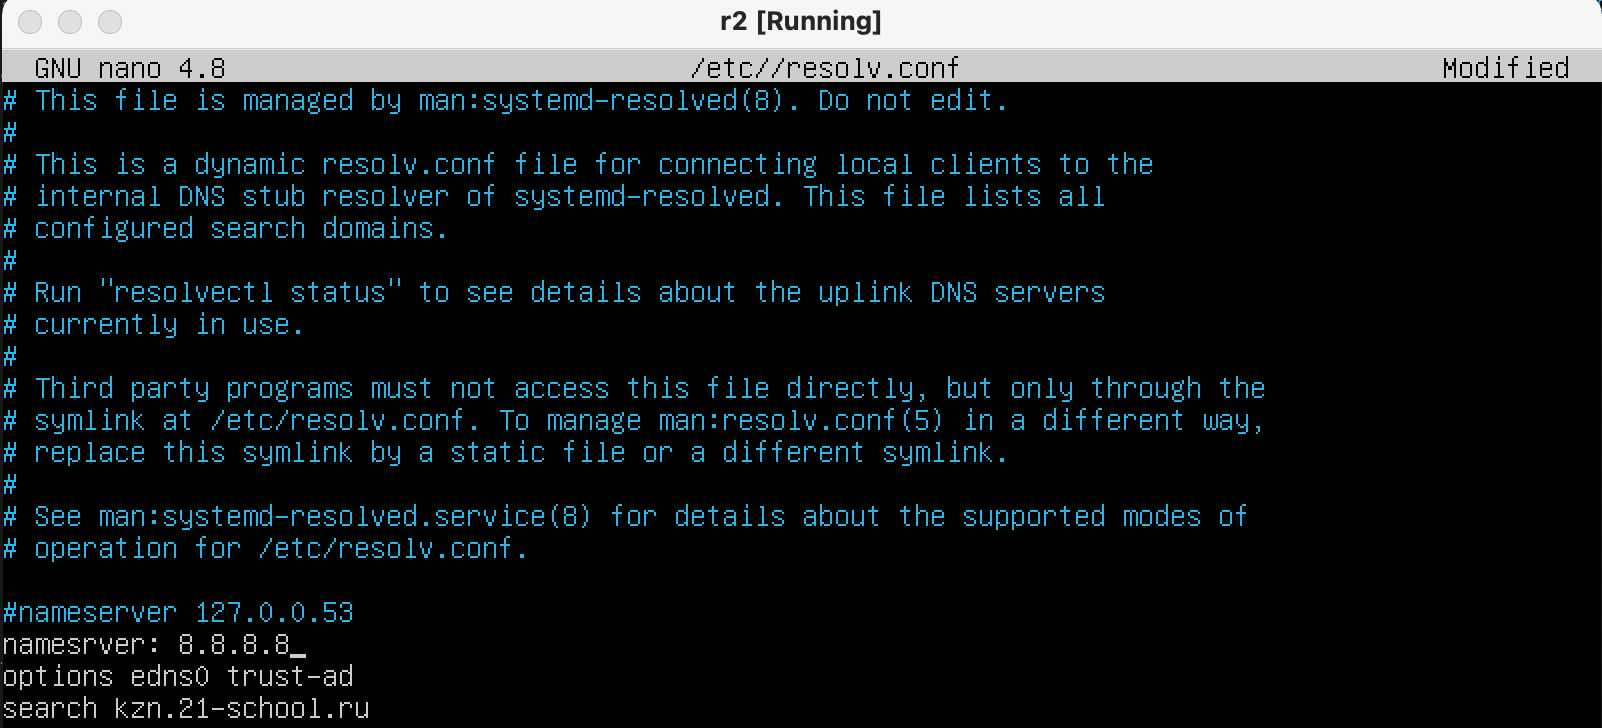 r2 [Running]
GNU nano 4.8 /etc//resolv.conf Modified
# This file is managed by man:systemd-resolved(8). Do not edit.
#
# This is a dynamic resolv.conf file for connecting local clients to the
# internal DNS stub resolver of systemd-resolved. This file lists all
# configured search domains.
#
# Run "resolvectl status" to see details about the uplink DNS servers
# currently in use.
#
# Third party programs must not access this file directly, but only through the
# symlink at /etc/resolv.conf. To manage man:resolv.conf(5) in a different way,
# replace this symlink by a static file or a different symlink.
#
# See man:systemd-resolved.service(8) for details about the supported modes of
# operation for /etc/resolv.conf.
#nameserver 127.0.0.53
namesrver: 8.8.8.8_
options edns0 trust-ad
search kzn.21-school.ru